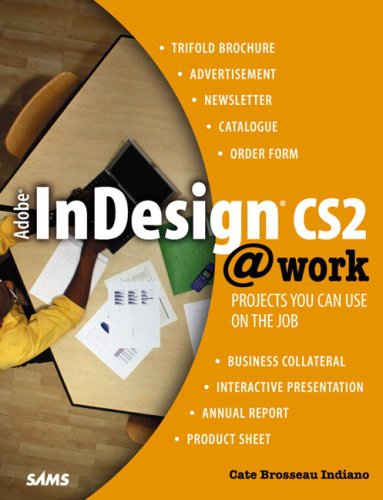 • TRIFOLD BROCHURE
• ADVERTISEMENT
• NEWSLETTER
• CATALOGUE
• ORDER FORM
Adobe® InDesign® CS2
@work
PROJECTS YOU CAN USE
ON THE JOB
• BUSINESS COLLATERAL
• INTERACTIVE PRESENTATION
• ANNUAL REPORT
• PRODUCT SHEET
SAMS
Cate Brosseau Indiano